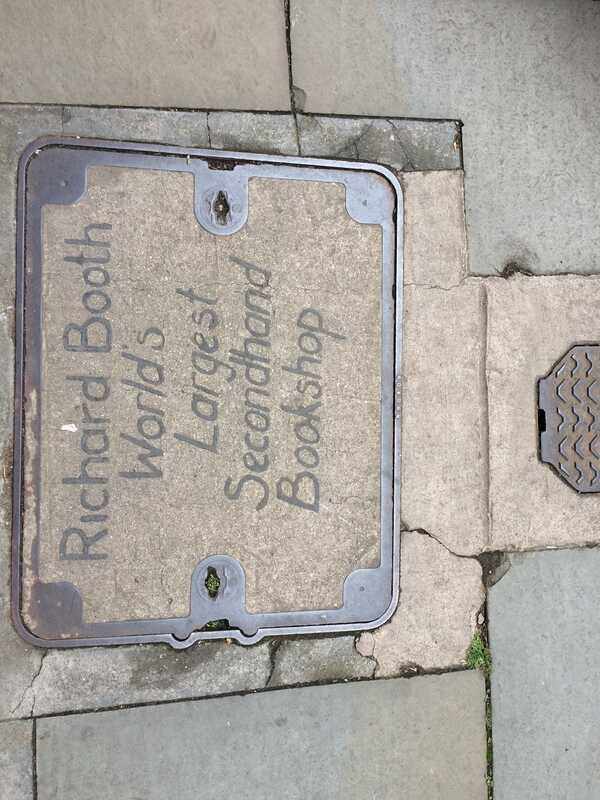 Richard Booth
World's
Largest
Secondhand
Bookshop